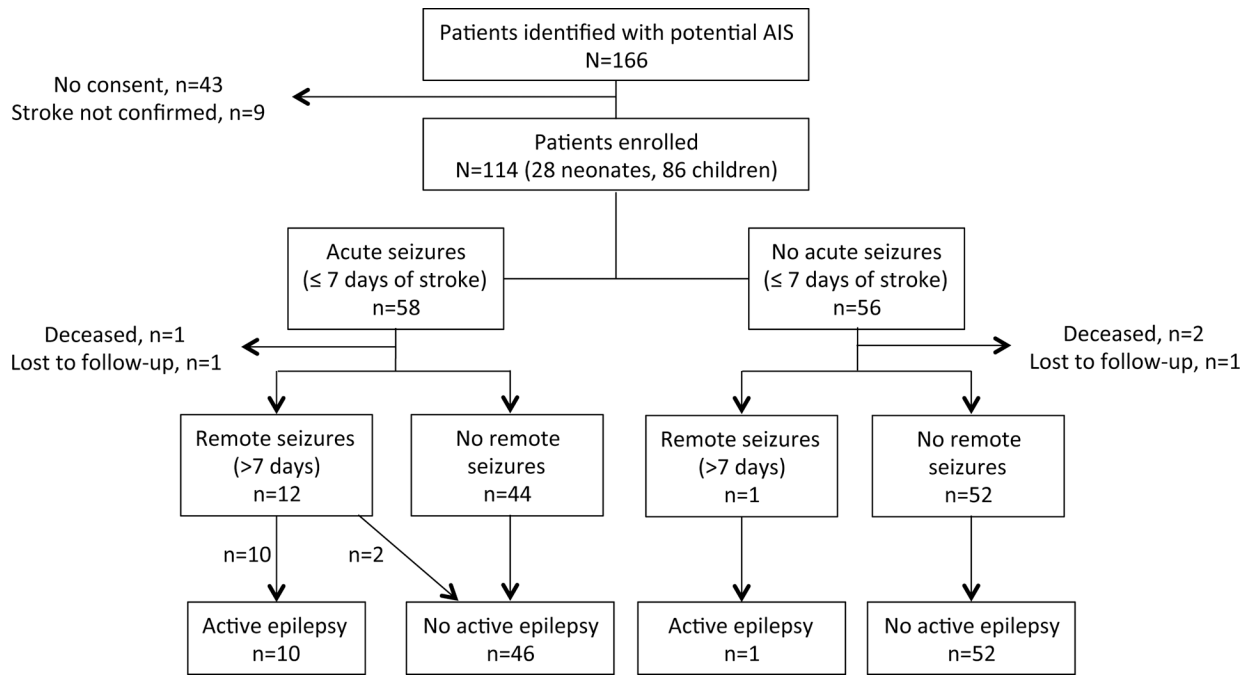 Patients identified with potential AIS
N=166
No consent, n=43
Stroke not confirmed, n=9
Patients enrolled
N=114 (28 neonates, 86 children)
Acute seizures
(≤ 7 days of stroke)
n=58
No acute seizures
(≤ 7 days of stroke)
n=56
Deceased, n=1
Lost to follow-up, n=1
Deceased, n=2
Lost to follow-up, n=1
Remote seizures
(>7 days)
n=12
No remote
seizures
n=44
Remote seizures
(>7 days)
n=1
No remote
seizures
n=52
n=10
n=2
Active epilepsy
n=10
No active epilepsy
n=46
Active epilepsy
n=1
No active epilepsy
n=52